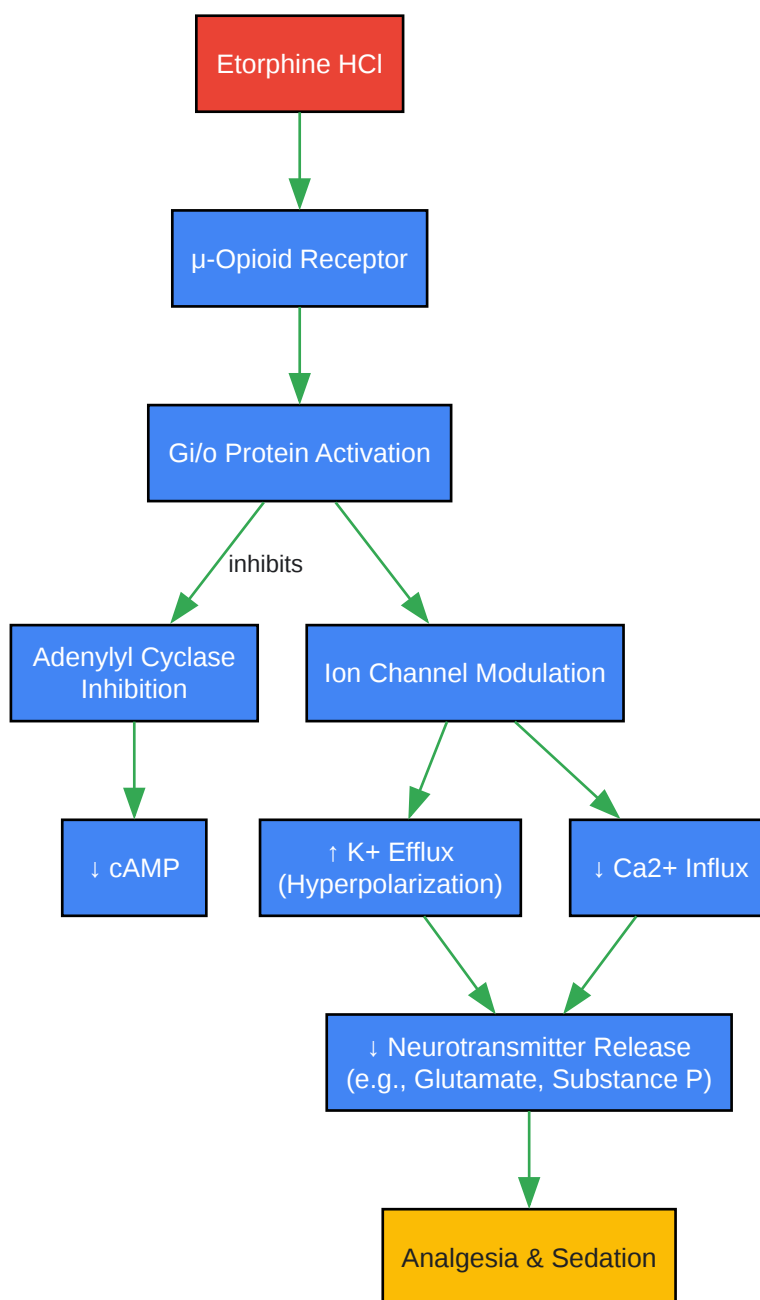 Etorphine HCl
μ-Opioid Receptor
Gi/o Protein Activation
inhibits
Adenylyl Cyclase
Inhibition
Ion Channel Modulation
↓ cAMP
↑ K+ Efflux
(Hyperpolarization)
↓ Ca2+ Influx
↓ Neurotransmitter Release
(e.g., Glutamate, Substance P)
Analgesia & Sedation